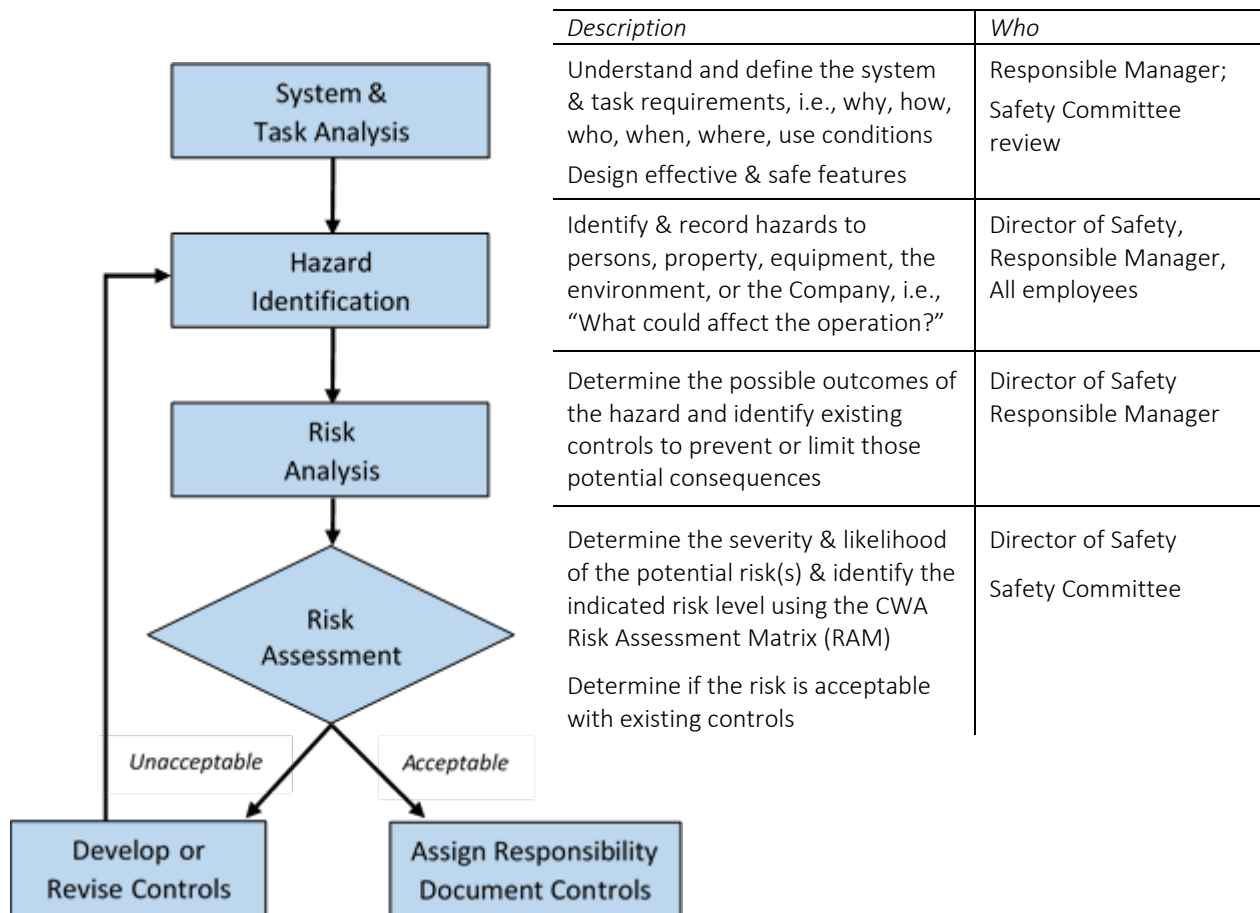 Description
Who
System &
Task Analysis
Understand and define the system
& task requirements, i.e., why, how,
who, when, where, use conditions
Design effective & safe features
Responsible Manager;
Safety Committee
review
Hazard
Identification
Identify & record hazards to
persons, property, equipment, the
environment, or the Company, i.e.,
“What could affect the operation?”
Director of Safety,
Responsible Manager,
All employees
Risk
Analysis
Determine the possible outcomes of
the hazard and identify existing
controls to prevent or limit those
potential consequences
Director of Safety
Responsible Manager
Risk
Assessment
Determine the severity & likelihood
of the potential risk(s) & identify the
indicated risk level using the CWA
Risk Assessment Matrix (RAM)
Determine if the risk is acceptable
with existing controls
Director of Safety
Safety Committee
Unacceptable
Acceptable
Develop or
Revise Controls
Assign Responsibility
Document Controls